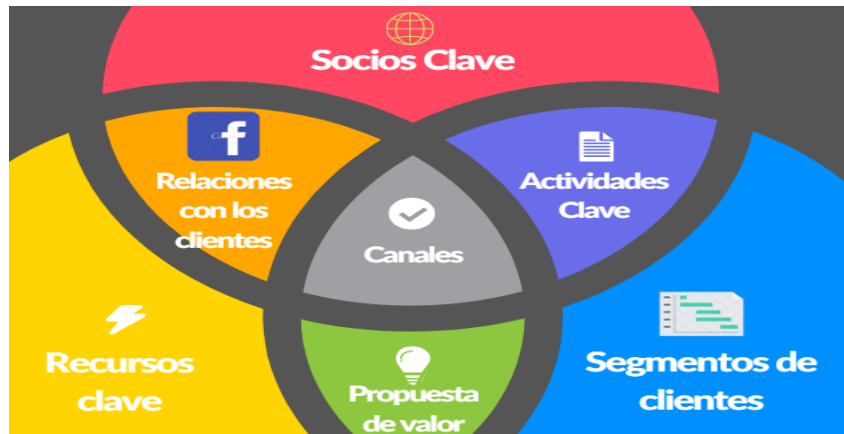 Socios Clave
f
Relaciones
con los
clientes
Actividades
Clave
Canales
Recursos
clave
Segmentos de
clientes
Propuesta
de valor